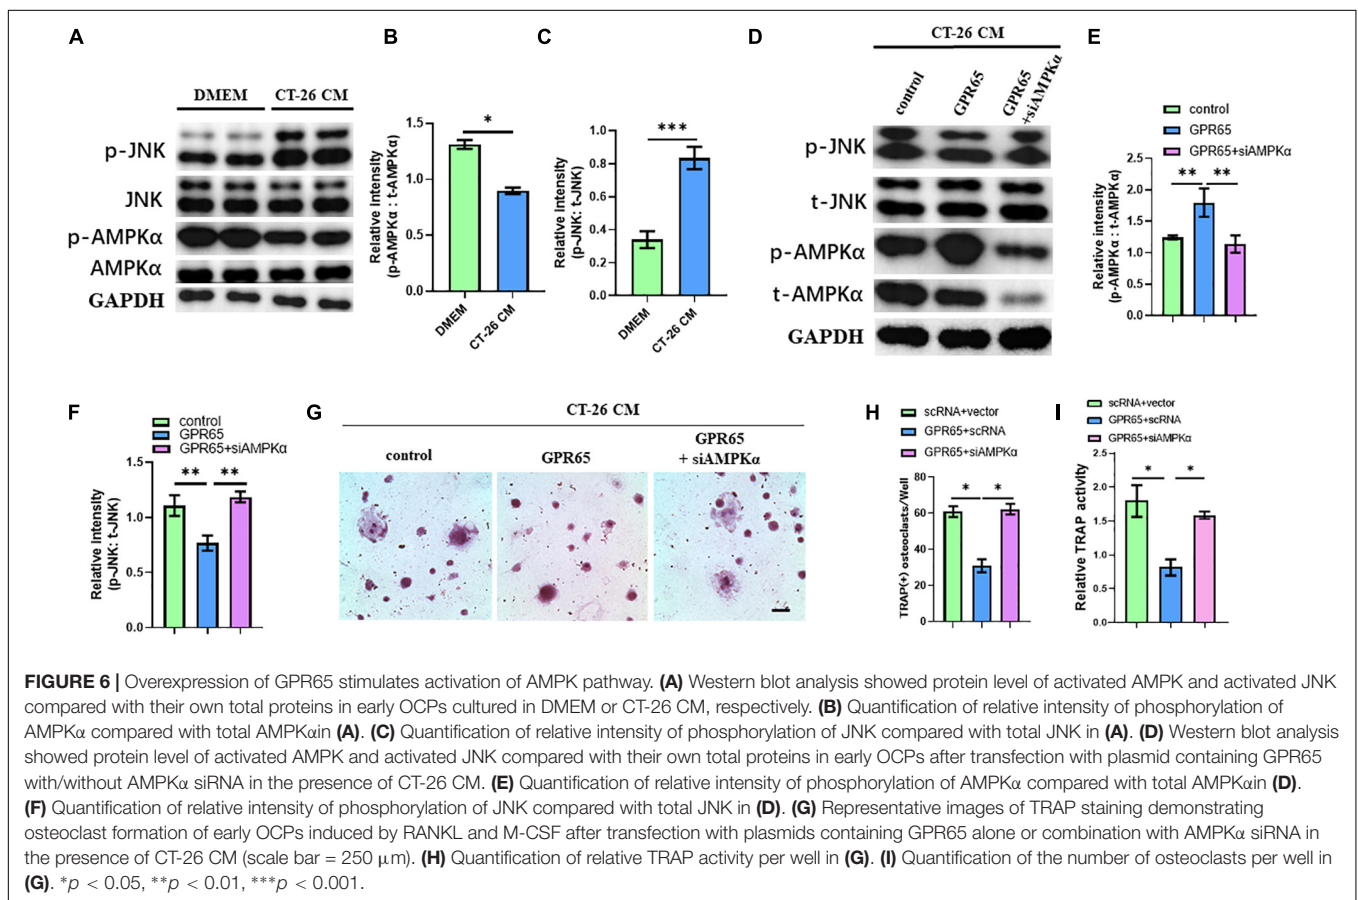 A
DMEM CT-26 CM
p-JNK
JNK
p-AMPKα
AMPKα
GAPDH
B
*
Relative intensity
(p-AMPKα : t-AMPKα)
1.5
1.0
0.5
0.0
DMEM
CT-26 CM
C
***
Relative intensity
(p-JNK: t-JNK)
1.0
0.8
0.6
0.4
0.2
0.0
DMEM
CT-26 CM
D
CT-26 CM
control
GPR65
GPR65
+siAMPKα
p-JNK
t-JNK
p-AMPKα
t-AMPKα
GAPDH
E
control
GPR65
GPR65+siAMPKα
** **
Relative intensity
(p-AMPKα : t-AMPKα)
2.5
2.0
1.5
1.0
0.5
0.0
F
control
GPR65
GPR65+siAMPKα
** **
Relative intensity
(p-JNK: t-JNK)
1.5
1.0
0.5
0.0
G
CT-26 CM
control
GPR65
GPR65
+ siAMPKα
H
scRNA+vector
GPR65+scRNA
GPR65+siAMPKα
* *
TRAP(+) osteoclasts/Well
80
60
40
20
0
I
scRNA+vector
GPR65+scRNA
GPR65+siAMPKα
* *
Relative TRAP activity
2.5
2.0
1.5
1.0
0.5
0.0
FIGURE 6 | Overexpression of GPR65 stimulates activation of AMPK pathway. (A) Western blot analysis showed protein level of activated AMPK and activated JNK
compared with their own total proteins in early OCPs cultured in DMEM or CT-26 CM, respectively. (B) Quantification of relative intensity of phosphorylation of
AMPKα compared with total AMPKαin (A). (C) Quantification of relative intensity of phosphorylation of JNK compared with total JNK in (A). (D) Western blot analysis
showed protein level of activated AMPK and activated JNK compared with their own total proteins in early OCPs after transfection with plasmid containing GPR65
with/without AMPKα siRNA in the presence of CT-26 CM. (E) Quantification of relative intensity of phosphorylation of AMPKα compared with total AMPKαin (D).
(F) Quantification of relative intensity of phosphorylation of JNK compared with total JNK in (D). (G) Representative images of TRAP staining demonstrating
osteoclast formation of early OCPs induced by RANKL and M-CSF after transfection with plasmids containing GPR65 alone or combination with AMPKα siRNA in
the presence of CT-26 CM (scale bar = 250 μm). (H) Quantification of relative TRAP activity per well in (G). (I) Quantification of the number of osteoclasts per well in
(G). *p < 0.05, **p < 0.01, ***p < 0.001.